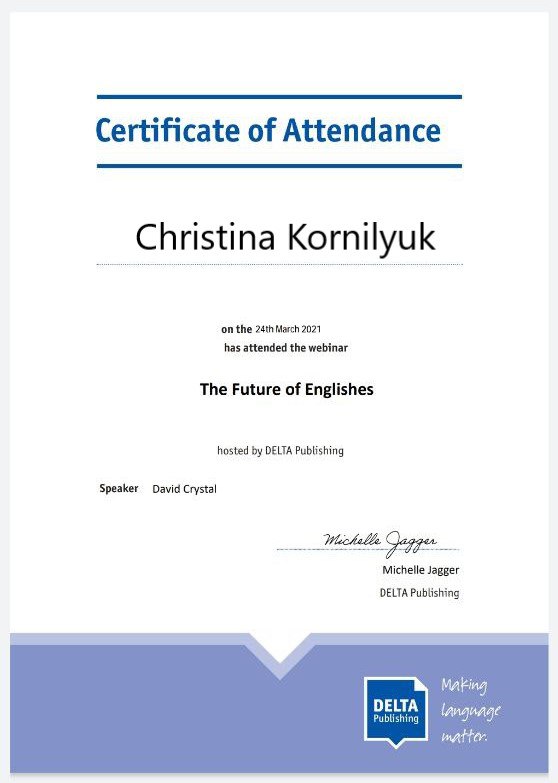 Certificate of Attendance
Christina Kornilyuk
on the 24th March 2021
has attended the webinar
The Future of Englishes
hosted by DELTA Publishing
Speaker David Crystal
Michelle Jagger
Michelle Jagger
DELTA Publishing
DELTA
Publishing
Making
language
matter.